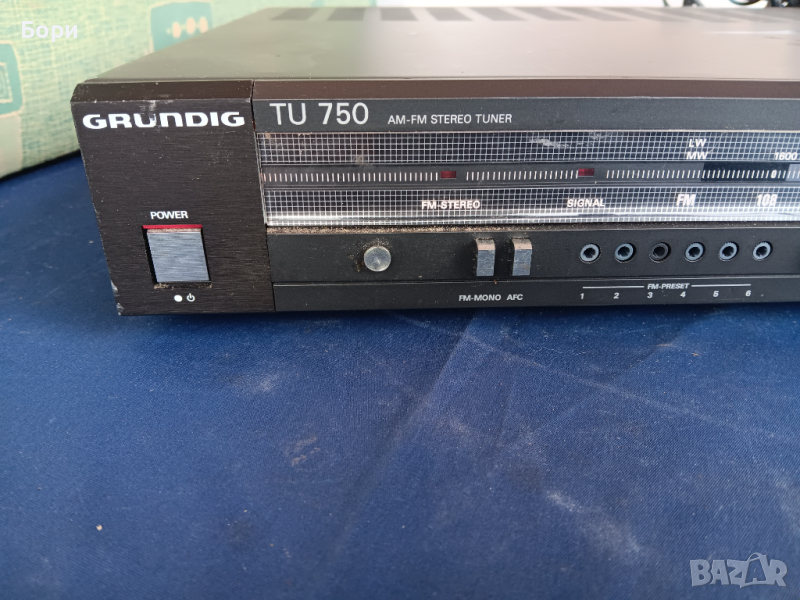 Бори
GRUNDIG
TU 750 AM-FM STEREO TUNER
LW
MW 1600
FM-STEREO SIGNAL FM 108
POWER
FM-MONO AFC
FM-PRESET
1 2 3 4 5 6
BAZAR